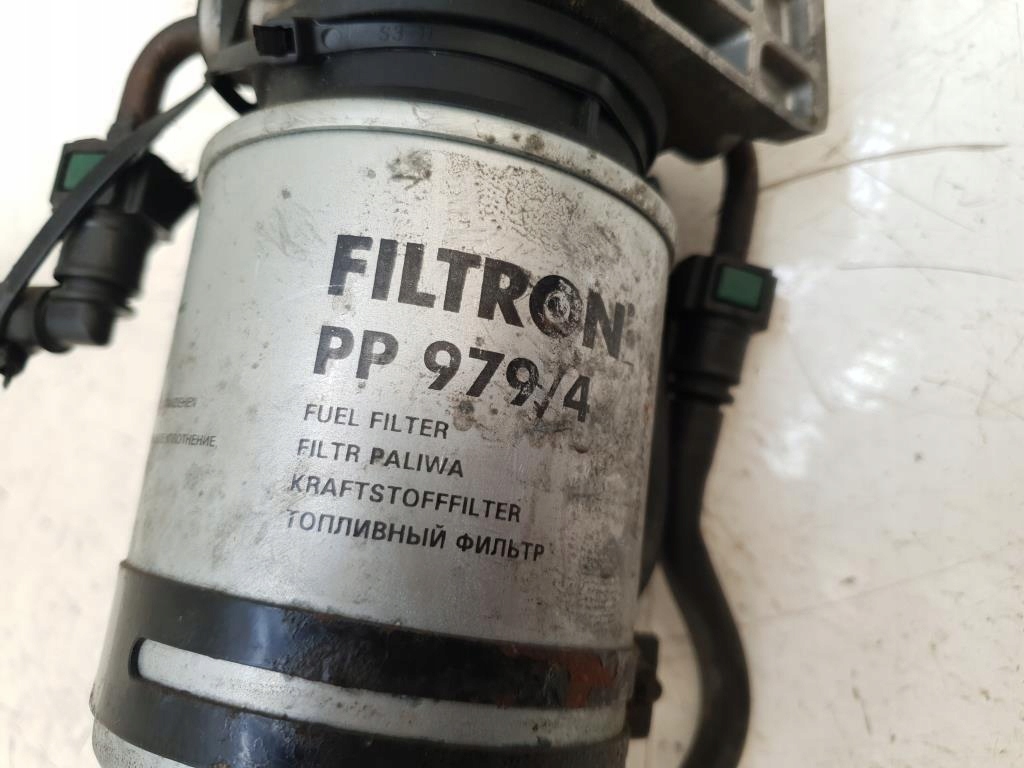 FILTRON
PP 979/4
FUEL FILTER
FILTR PALIWA
KRAFTSTOFFFILTER
ТОПЛИВНЫЙ ФИЛЬТР